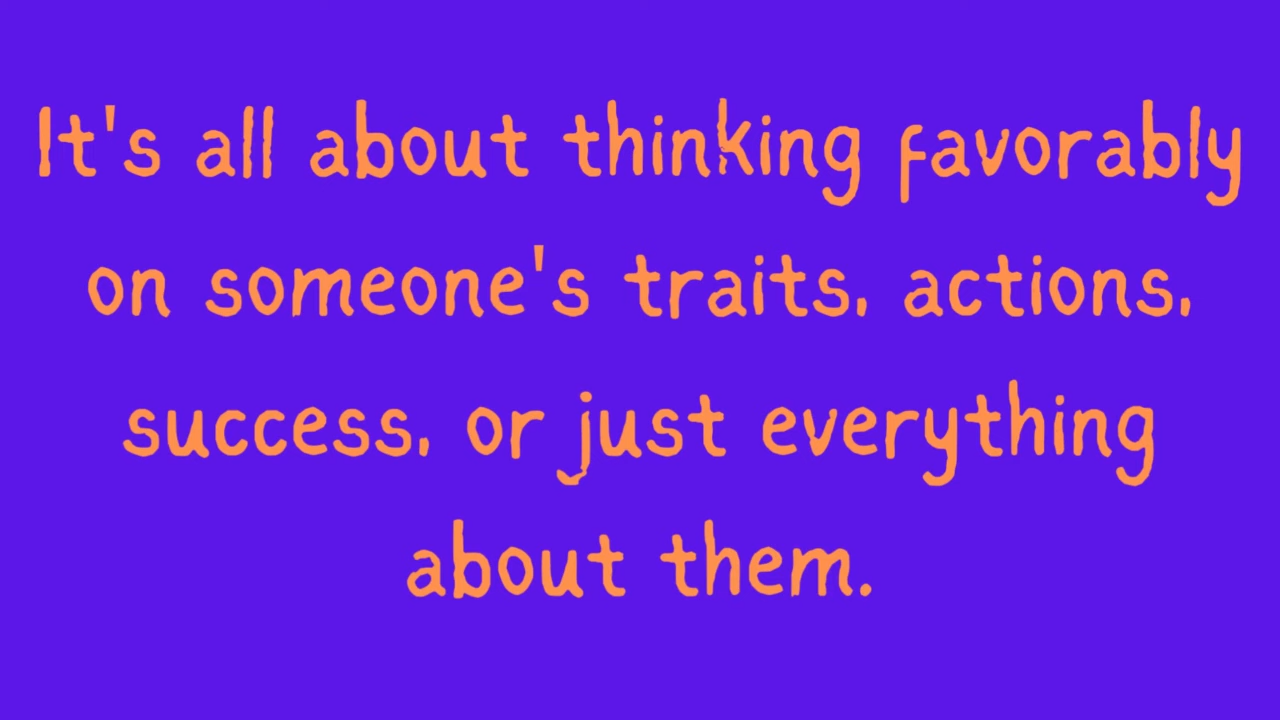 It's all about thinking favorably
on someone's traits, actions,
success, or just everything
about them.